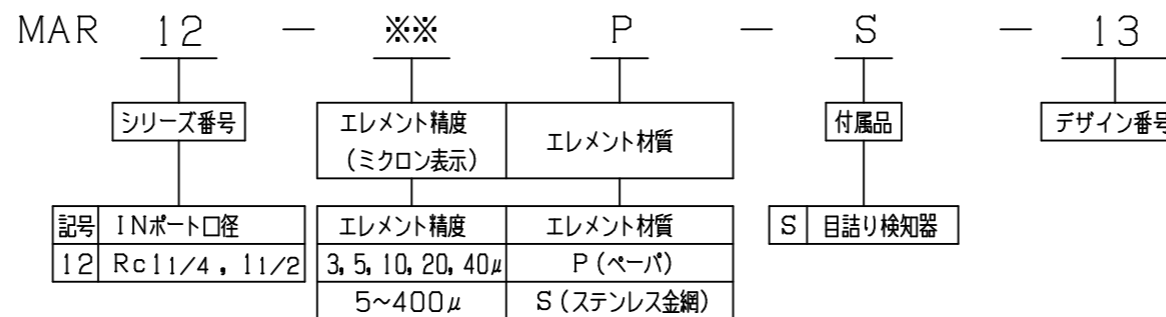 MAR 12 － ※※ P － S － 13
シリーズ番号
エレメント精度
(ミクロン表示)
エレメント材質
付属品
デザイン番号
記号 INポート口径
12 Rc11/4，11/2
エレメント精度 エレメント材質
3, 5, 10, 20, 40μ P（ペーパ）
5~400μ S（ステンレス金網）
S 目詰り検知器